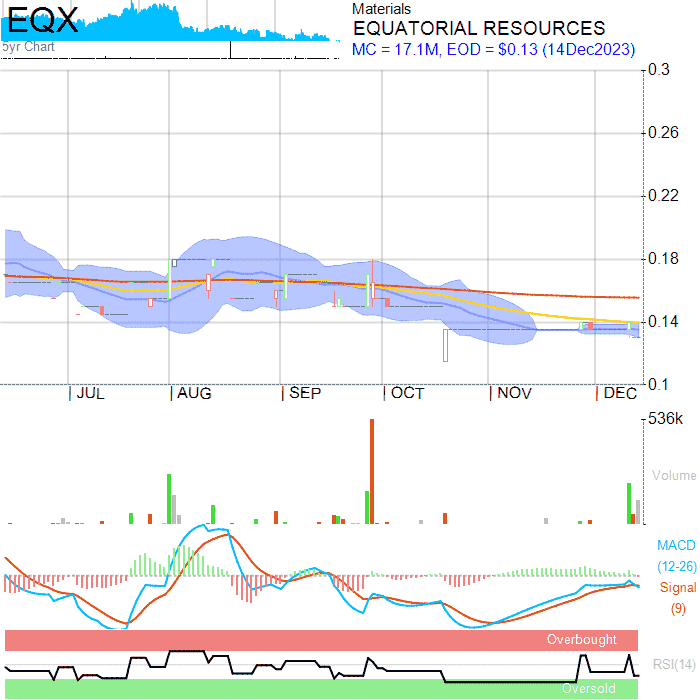 EQX
5yr Chart
Materials
EQUATORIAL RESOURCES
MC = 17.1M, EOD = $0.13 (14Dec2023)
0.3
0.26
0.22
0.18
0.14
0.1
JUL AUG SEP OCT NOV DEC
536k
Volume
MACD
(12-26)
Signal
(9)
Overbought
RSI(14)
Oversold